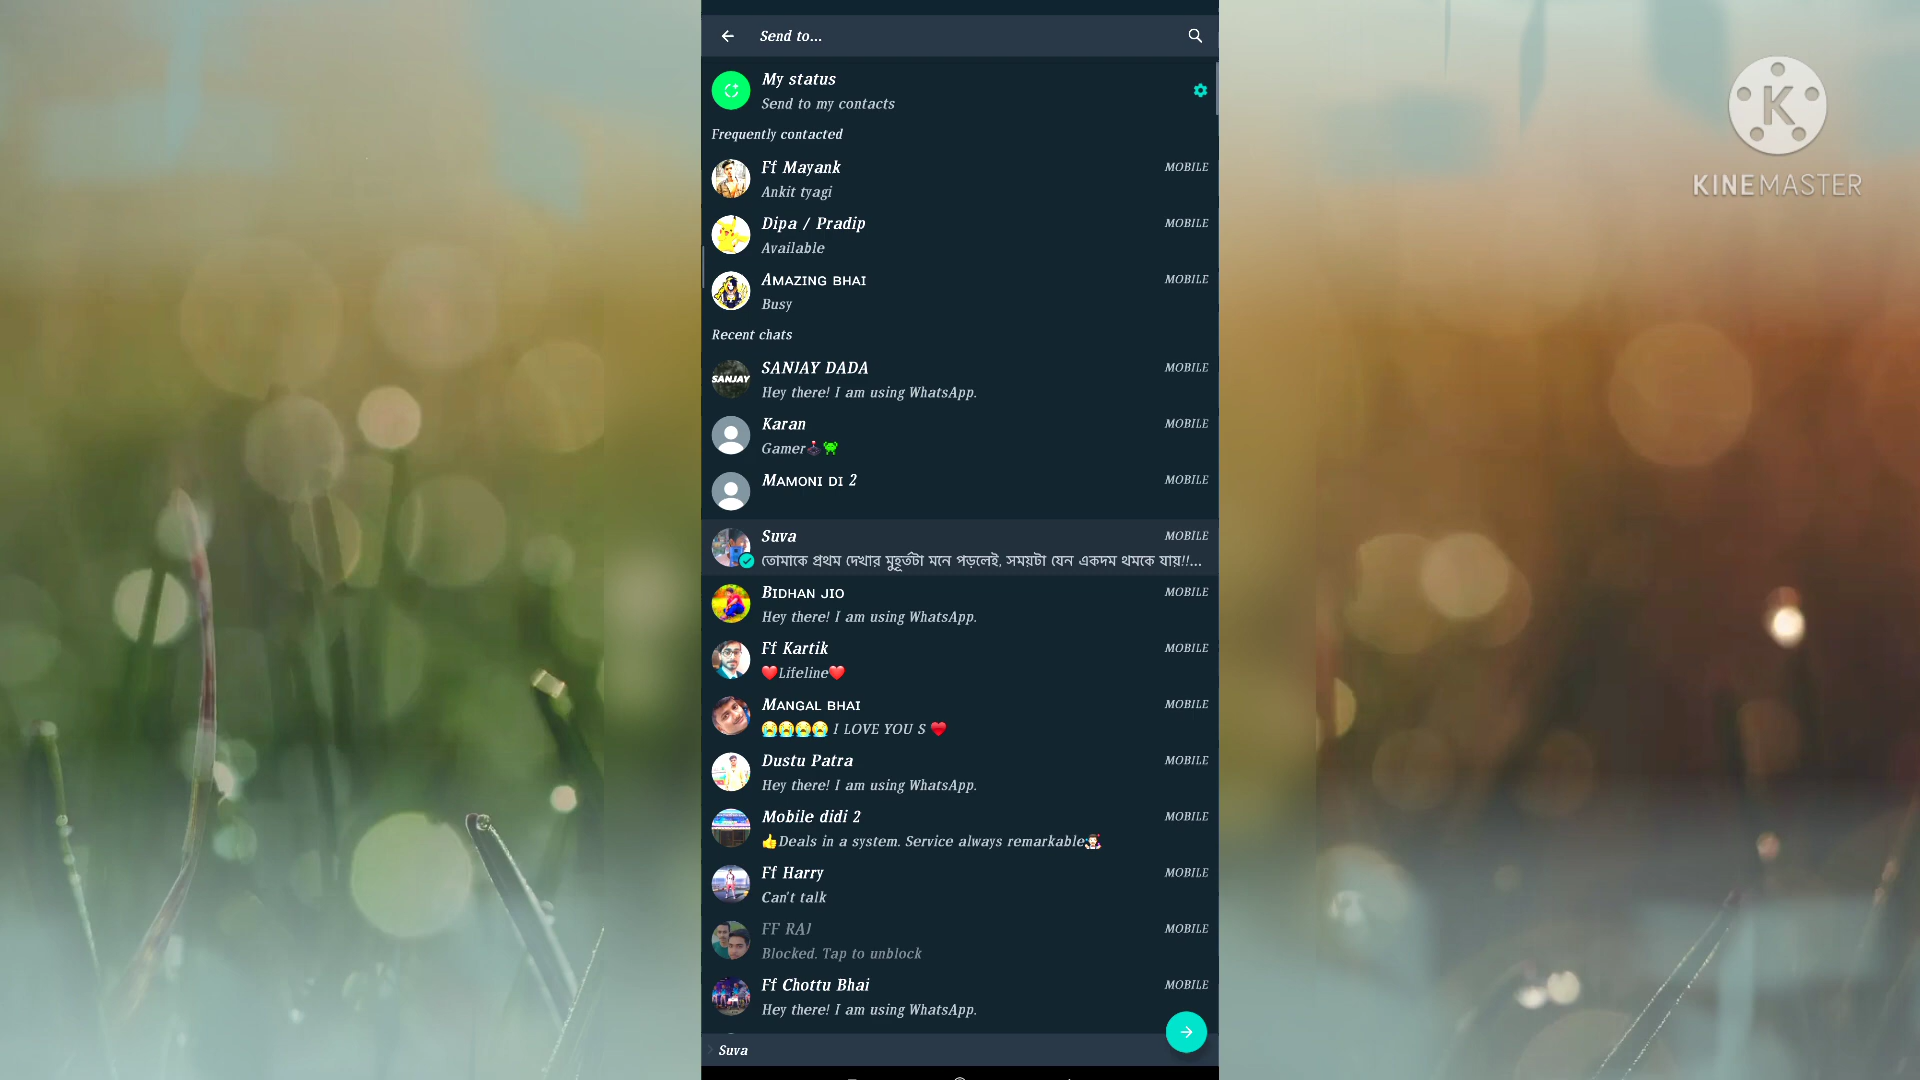 Send to...
My status
Send to my contacts
Frequently contacted
Ff Mayank MOBILE
Ankit tyagi
Dipa / Pradip MOBILE
Available
Amazing bhai MOBILE
Busy
Recent chats
SANJAY
SANJAY DADA MOBILE
Hey there! I am using WhatsApp.
Karan MOBILE
Gamer🕹️👾
Mamoni di 2 MOBILE
Suva MOBILE
তোমাকে প্রথম দেখার মুহূর্তটা মনে পড়লেই, সময়টা যেন একদম থমকে যায়!!...
Bidhan jio MOBILE
Hey there! I am using WhatsApp.
Ff Kartik MOBILE
❤️Lifeline❤️
Mangal bhai MOBILE
😭😭😭😭 I LOVE YOU S ❤️
Dustu Patra MOBILE
Hey there! I am using WhatsApp.
Mobile didi 2 MOBILE
👍Deals in a system. Service always remarkable
Ff Harry MOBILE
Can't talk
FF RAJ MOBILE
Blocked. Tap to unblock
Ff Chottu Bhai MOBILE
Hey there! I am using WhatsApp.
Suva
K
KINEMASTER